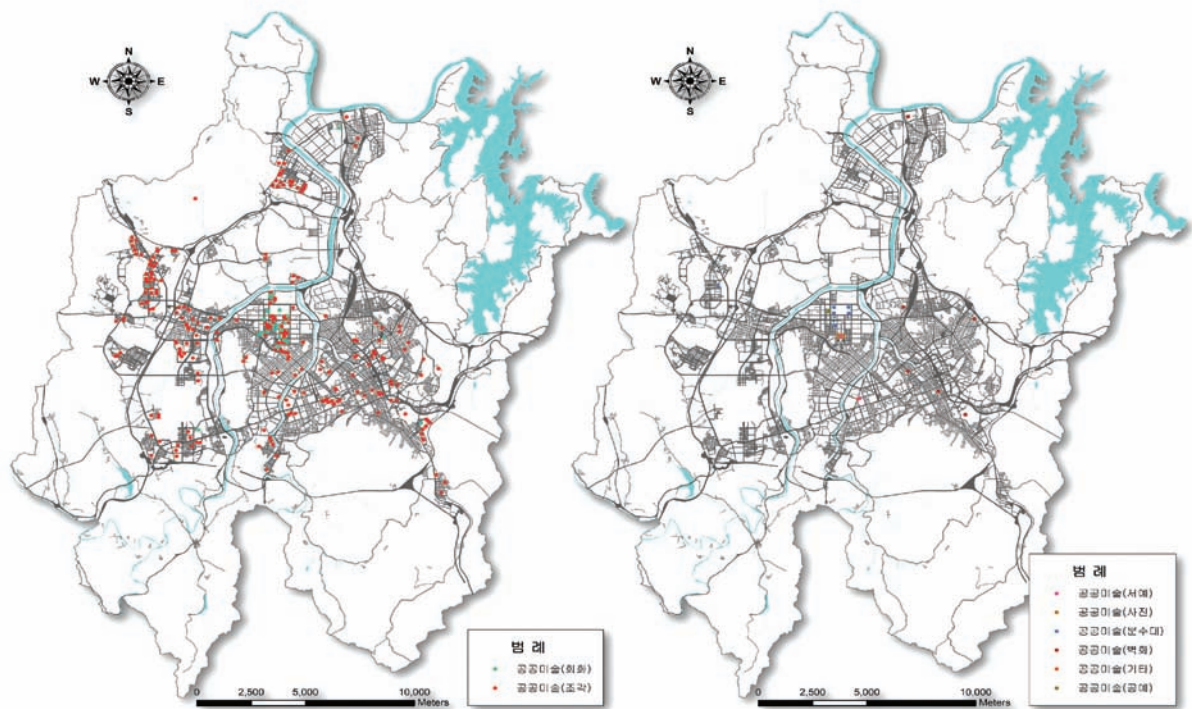 N
W E
S
범 례
공공미술(회화)
공공미술(조각)
0 2,500 5,000 10,000
Meters
N
W E
S
범 례
공공미술(서예)
공공미술(사진)
공공미술(분수대)
공공미술(벽화)
공공미술(기타)
공공미술(공예)
0 2,500 5,000 10,000
Meters